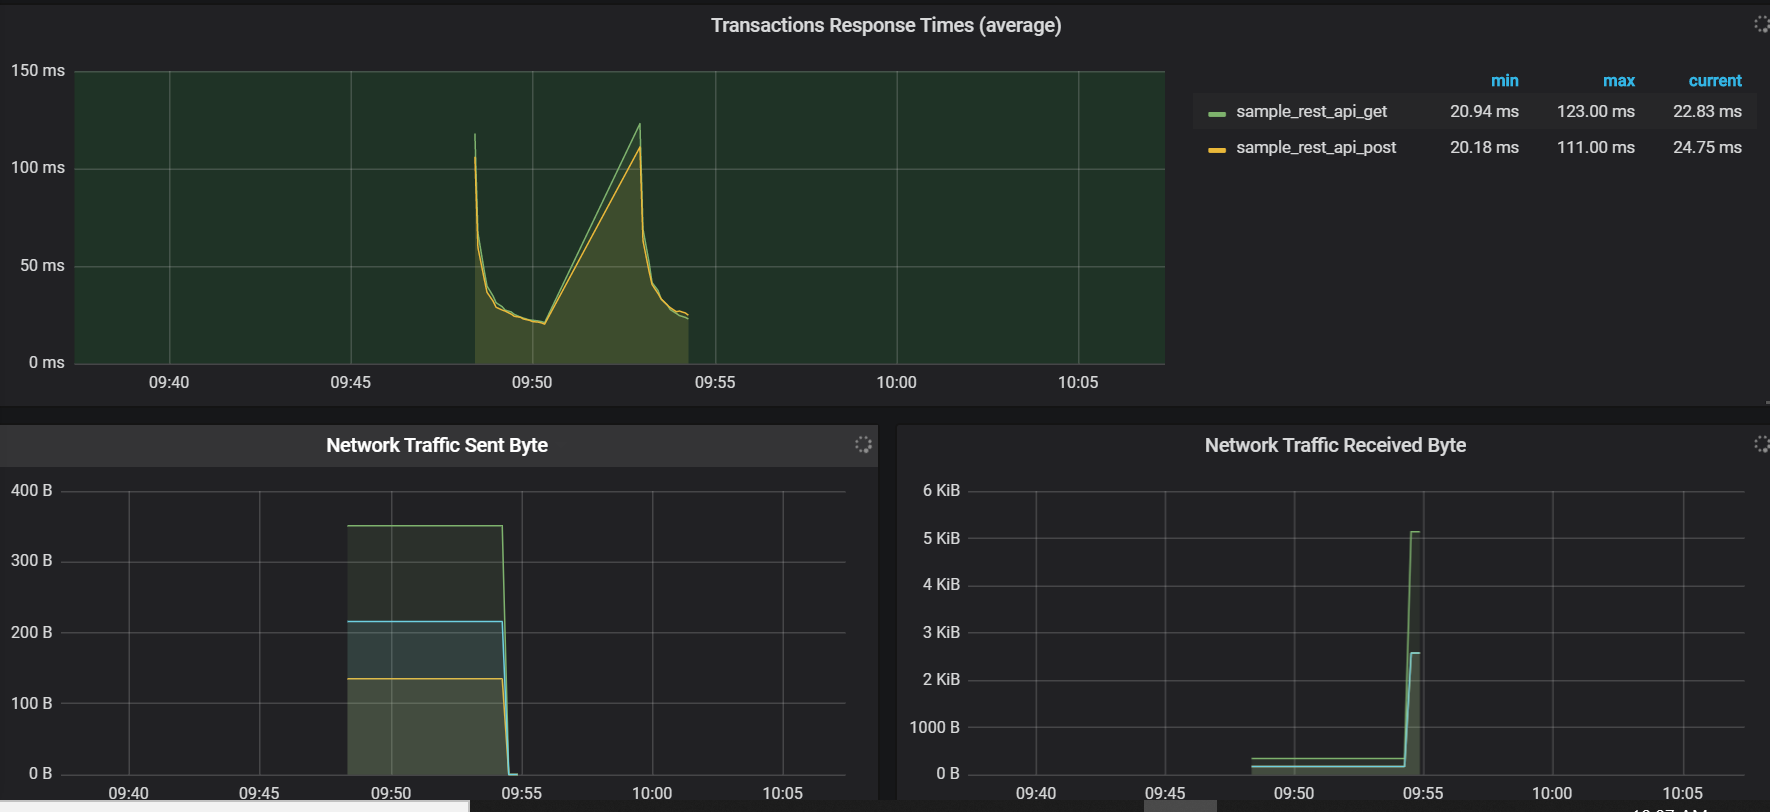 Transactions Response Times (average)
150 ms
100 ms
50 ms
0 ms
09:40 09:45 09:50 09:55 10:00 10:05
min max current
sample_rest_api_get 20.94 ms 123.00 ms 22.83 ms
sample_rest_api_post 20.18 ms 111.00 ms 24.75 ms
Network Traffic Sent Byte
400 B
300 B
200 B
100 B
0 B
09:40 09:45 09:50 09:55 10:00 10:05
Network Traffic Received Byte
6 KiB
5 KiB
4 KiB
3 KiB
2 KiB
1000 B
0 B
09:40 09:45 09:50 09:55 10:00 10:05